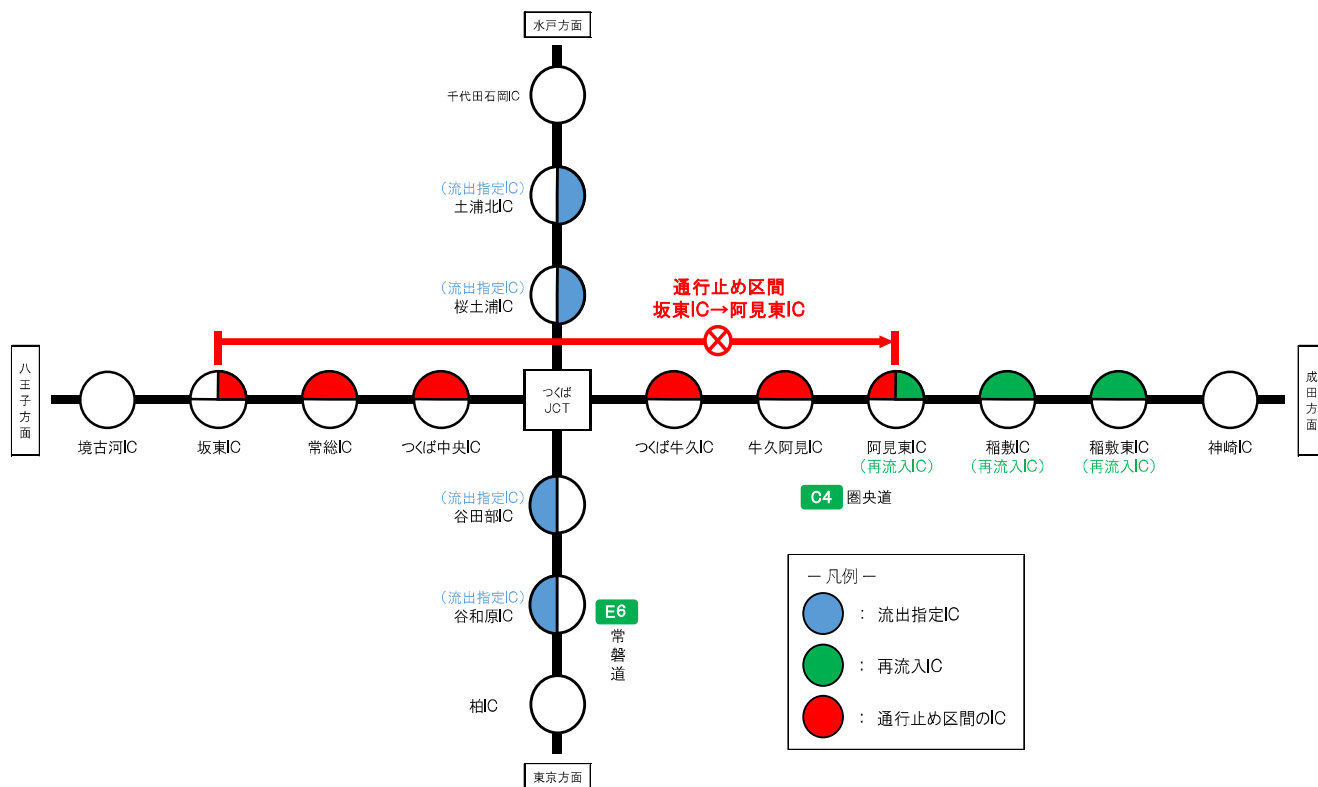 水戸方面
千代田石岡IC
(流出指定IC)
土浦北IC
(流出指定IC)
桜土浦IC
通行止め区間
坂東IC→阿見東IC
八王子方面
つくば
JCT
成田方面
境古河IC
坂東IC
常総IC
つくば中央IC
つくば牛久IC
牛久阿見IC
阿見東IC
(再流入IC)
稲敷IC
(再流入IC)
稲敷東IC
(再流入IC)
神崎IC
C4 圏央道
(流出指定IC)
谷田部IC
(流出指定IC)
谷和原IC
E6
常磐道
柏IC
東京方面
― 凡例 ―
： 流出指定IC
： 再流入IC
： 通行止め区間のIC